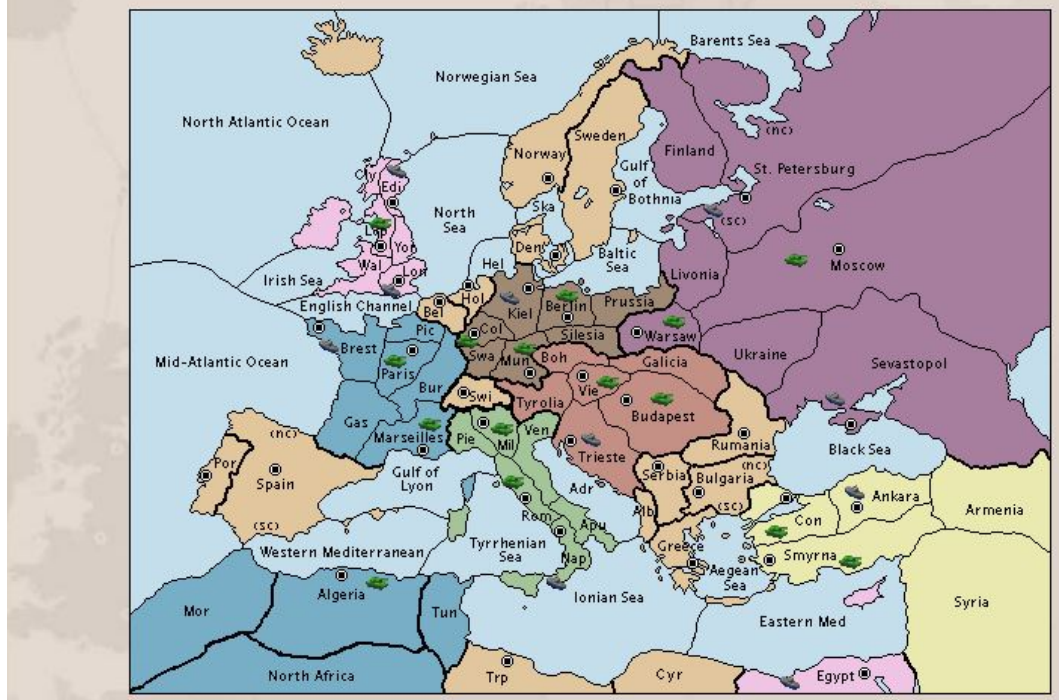 Barents Sea
Norwegian Sea
North Atlantic Ocean
(nc)
Sweden
Norway
Finland
St. Petersburg
Gulf
of
Bothnia
Cly
Edi
Ska
North
Sea
(sc)
Lvp
Yor
Den
Baltic
Sea
Moscow
Wal
Lon
Hel
Livonia
Irish Sea
English Channel
Hol
Bel
Kiel
Berlin
Prussia
Pic
Col
Silesia
Warsaw
Ukraine
Mid-Atlantic Ocean
Brest
Paris
Swa
Mun
Boh
Galicia
Sevastopol
Bur
Vie
Swi
Tyrolia
Budapest
Gas
(nc)
Marseilles
Pie
Mil
Ven
Trieste
Rumania
Black Sea
Por
Spain
Gulf of
Lyon
Serbia
(nc)
Bulgaria
Adr
(sc)
Ankara
Con
Armenia
(sc)
Rom
Apu
Alb
Western Mediterranean
Tyrrhenian
Sea
Nap
Greece
Aegean
Sea
Smyrna
Mor
Algeria
Tun
Ionian Sea
Eastern Med
Syria
North Africa
Trp
Cyr
Egypt